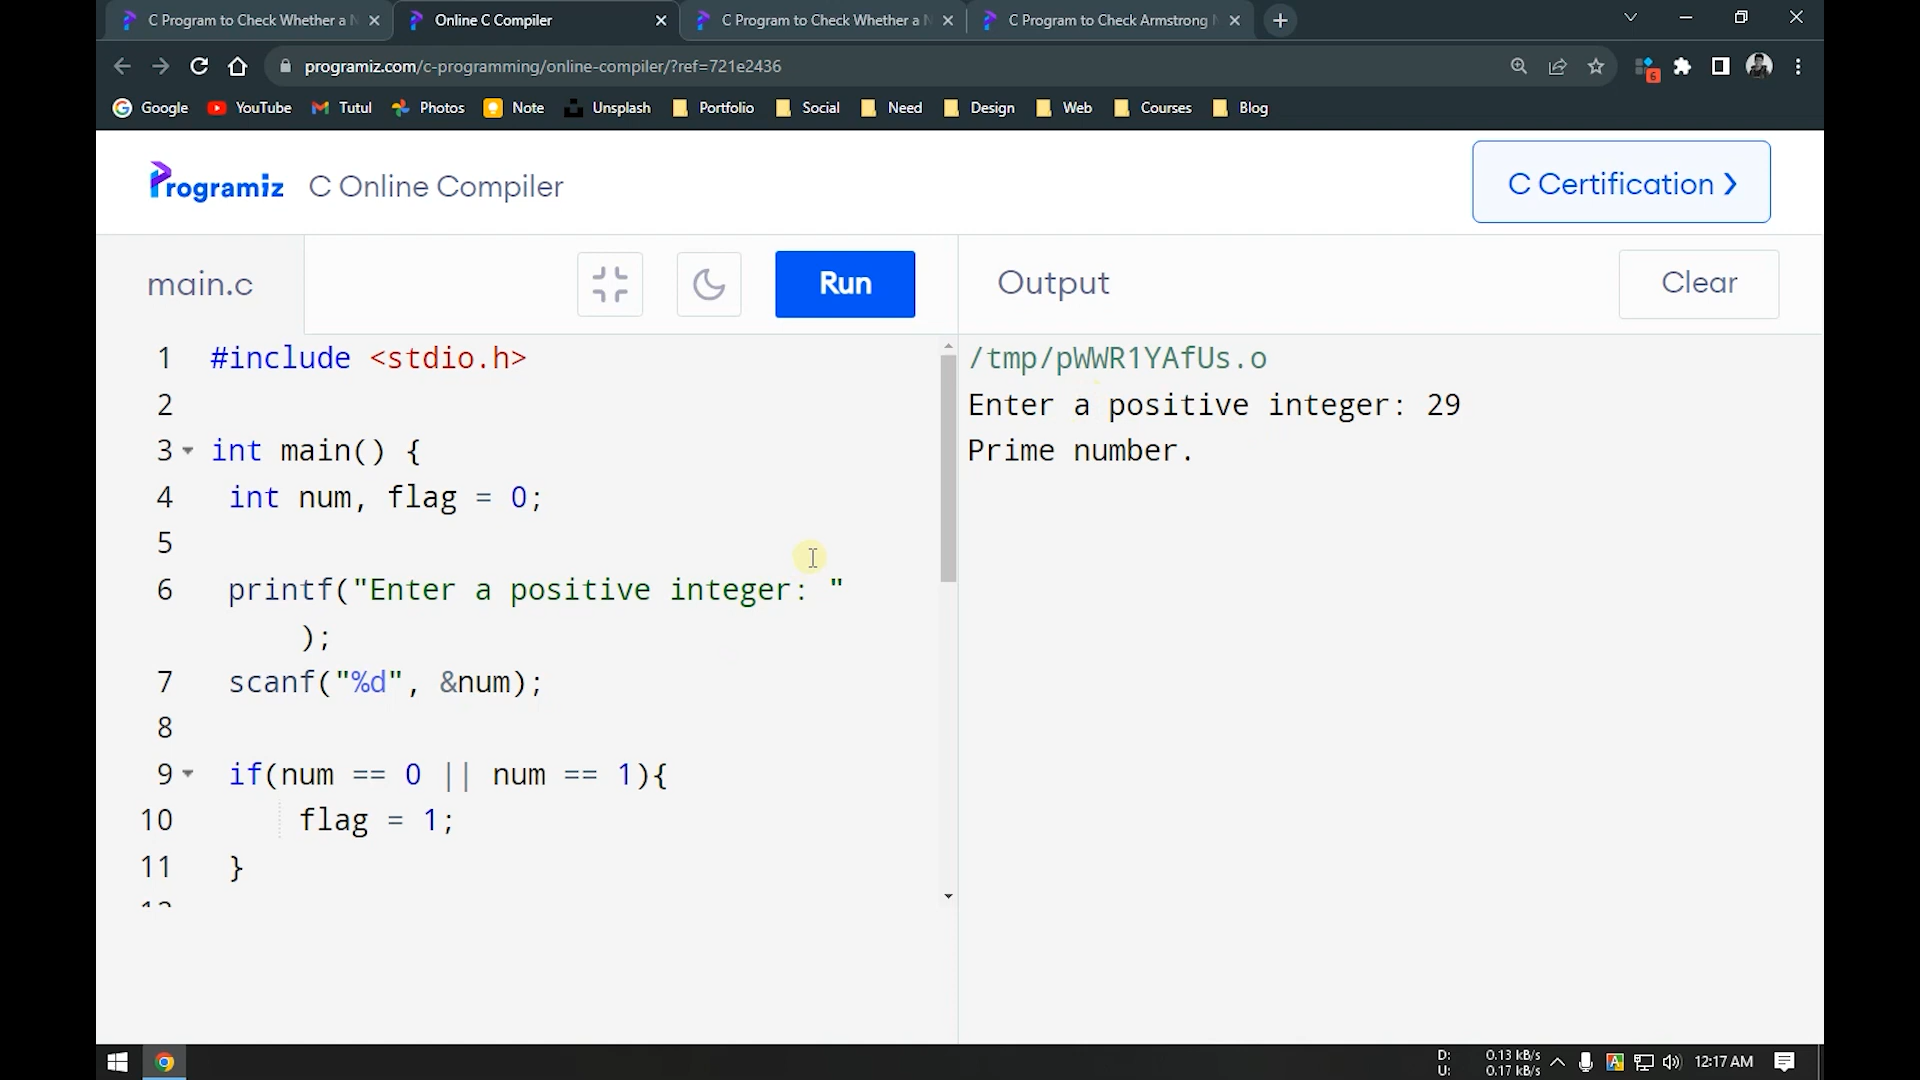 C Program to Check Whether a N
Online C Compiler
C Program to Check Whether a N
C Program to Check Armstrong N
programiz.com/c-programming/online-compiler/?ref=721e2436
6
Google YouTube Tutul Photos Note Unsplash Portfolio Social Need Design Web Courses Blog
Programiz C Online Compiler
C Certification ❯
main.c
Run
Output
Clear
1 #include <stdio.h>
2
3 int main() {
4 int num, flag = 0;
5
6 printf("Enter a positive integer: "
);
7 scanf("%d", &num);
8
9 if(num == 0 || num == 1){
10 flag = 1;
11 }
/tmp/pWWR1YAfUs.o
Enter a positive integer: 29
Prime number.
D: 0.13 kB/s
U: 0.17 kB/s
A
12:17 AM